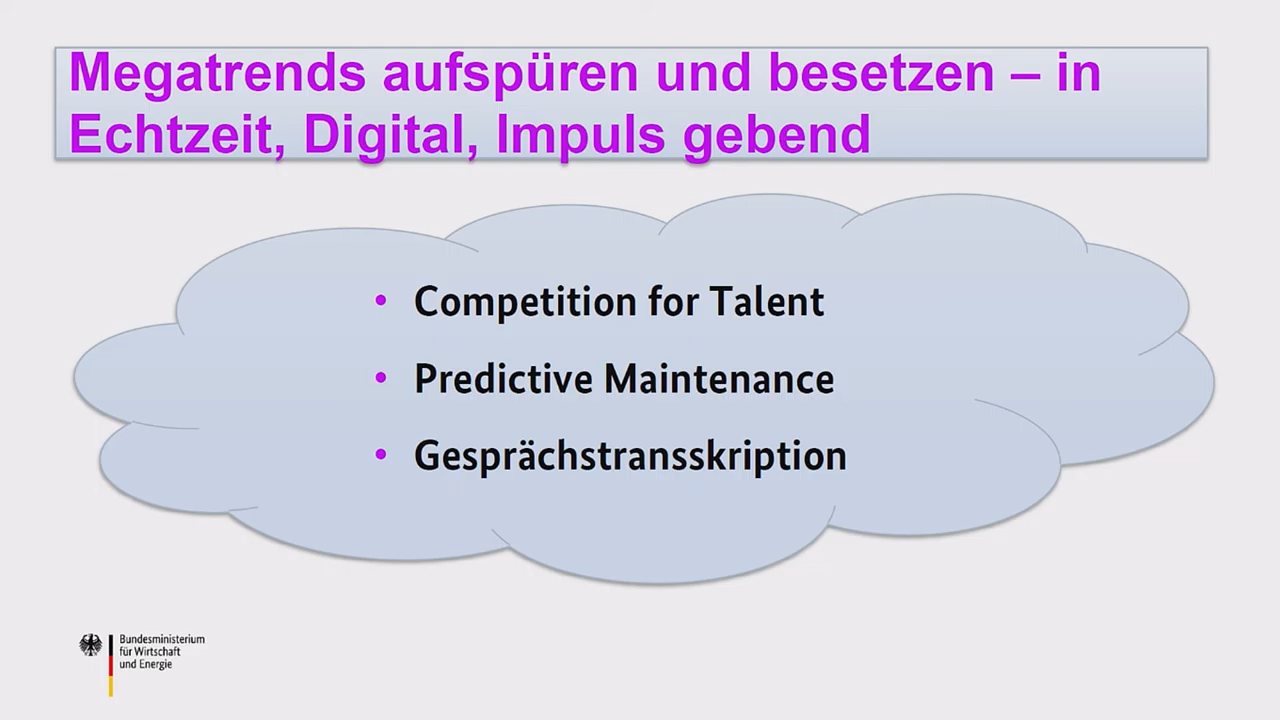 Megatrends aufspüren und besetzen – in
Echtzeit, Digital, Impuls gebend
• Competition for Talent
• Predictive Maintenance
• Gesprächstransskription
Bundesministerium
für Wirtschaft
und Energie